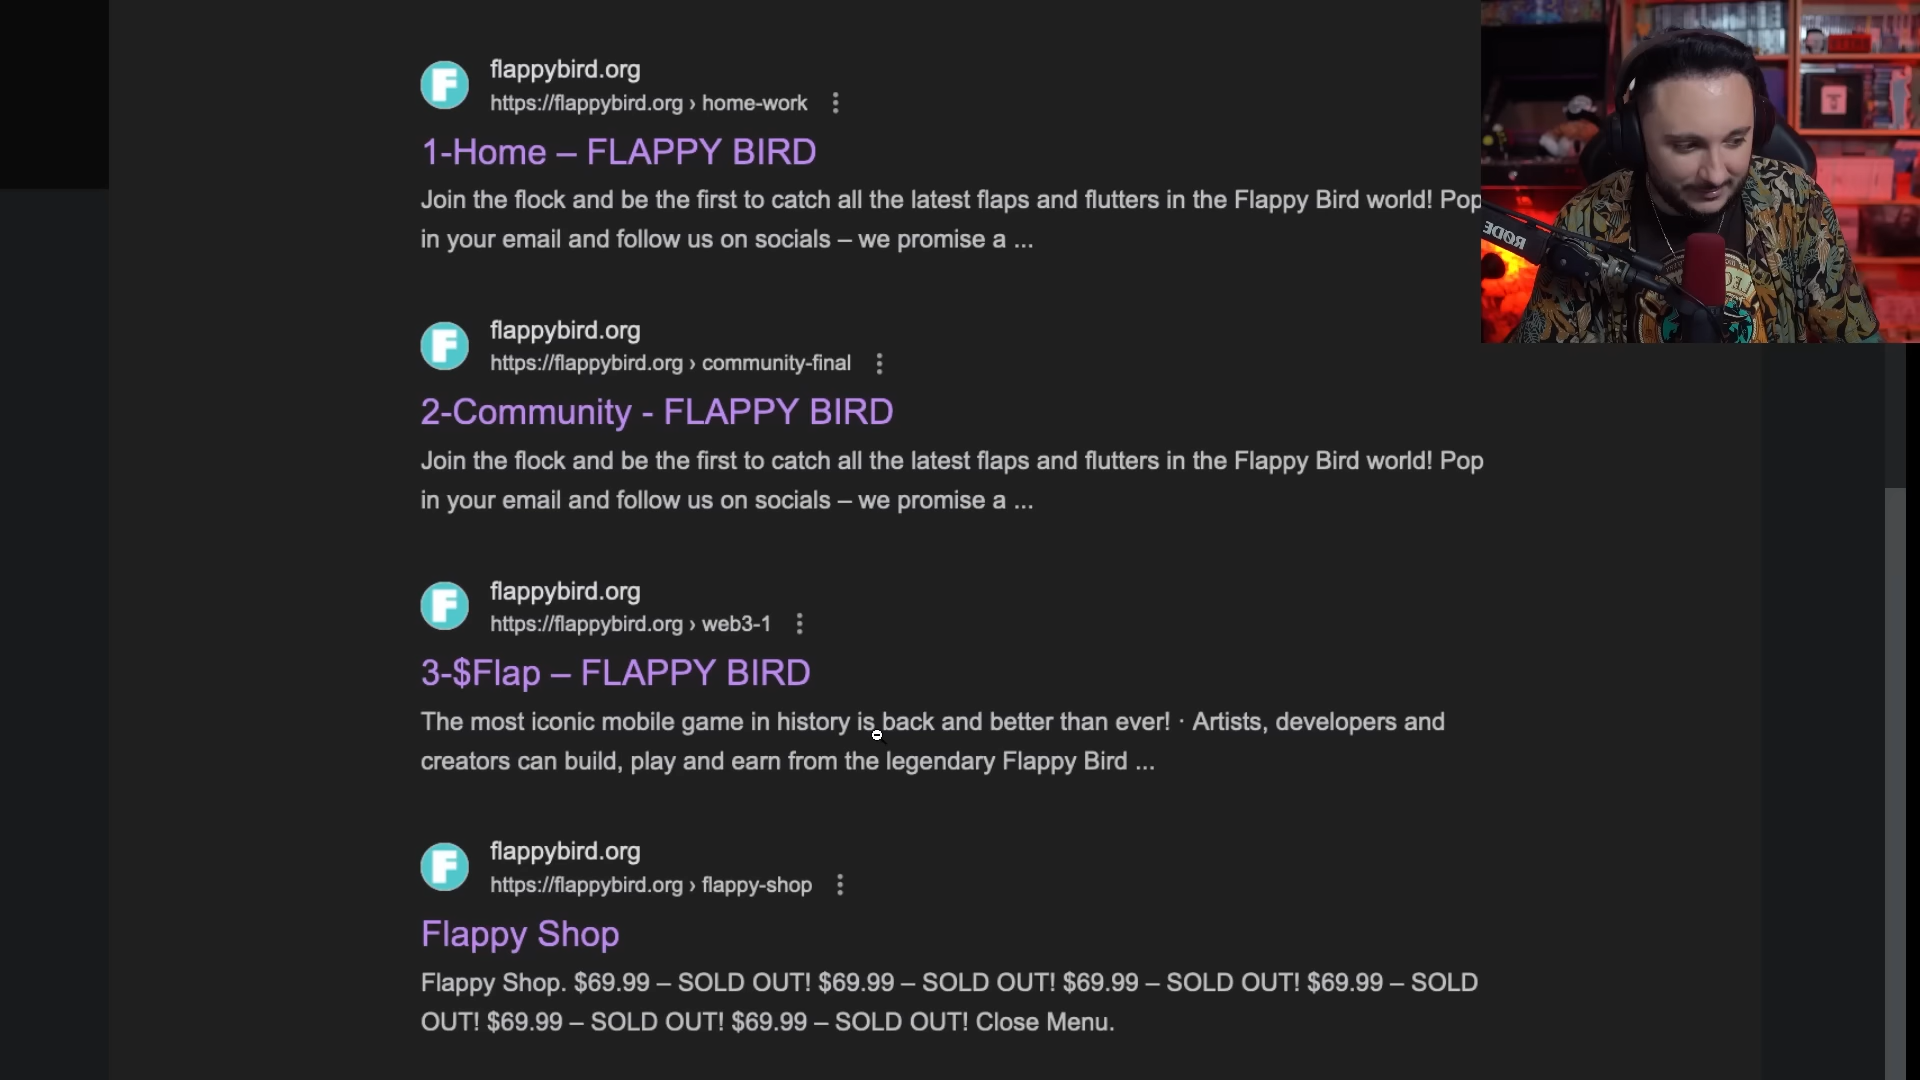 flappybird.org
https://flappybird.org › home-work
1-Home – FLAPPY BIRD
Join the flock and be the first to catch all the latest flaps and flutters in the Flappy Bird world! Pop
in your email and follow us on socials – we promise a ...
RODE
flappybird.org
https://flappybird.org › community-final
2-Community - FLAPPY BIRD
Join the flock and be the first to catch all the latest flaps and flutters in the Flappy Bird world! Pop
in your email and follow us on socials – we promise a ...
flappybird.org
https://flappybird.org › web3-1
3-$Flap – FLAPPY BIRD
The most iconic mobile game in history is back and better than ever! · Artists, developers and
creators can build, play and earn from the legendary Flappy Bird ...
flappybird.org
https://flappybird.org › flappy-shop
Flappy Shop
Flappy Shop. $69.99 – SOLD OUT! $69.99 – SOLD OUT! $69.99 – SOLD OUT! $69.99 – SOLD
OUT! $69.99 – SOLD OUT! $69.99 – SOLD OUT! Close Menu.